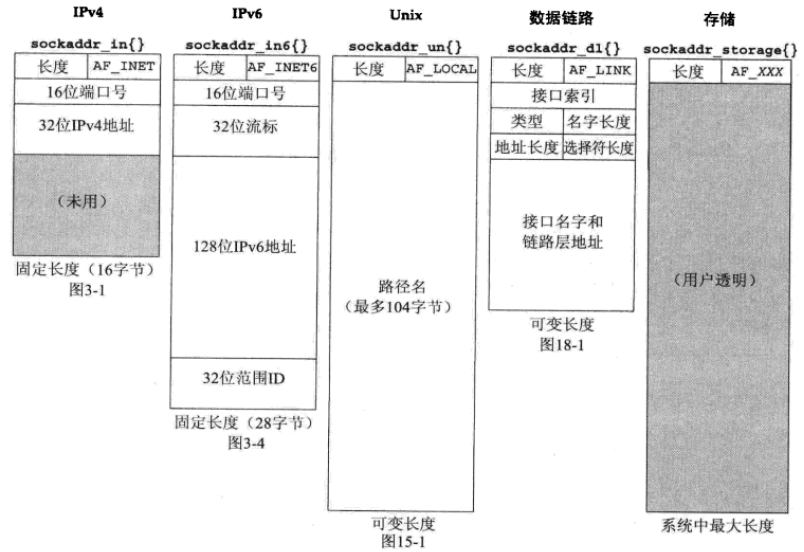 IPv4
sockaddr_in{}
长度 AF_INET
16位端口号
32位IPv4地址
（未用）
固定长度（16字节）
图3-1
IPv6
sockaddr_in6{}
长度 AF_INET6
16位端口号
32位流标
128位IPv6地址
32位范围ID
固定长度（28字节）
图3-4
Unix
sockaddr_un{}
长度 AF_LOCAL
路径名
（最多104字节）
可变长度
图15-1
数据链路
sockaddr_dl{}
长度 AF_LINK
接口索引
类型 名字长度
地址长度 选择符长度
接口名字和
链路层地址
可变长度
图18-1
存储
sockaddr_storage{}
长度 AF_XXX
（用户透明）
系统中最大长度